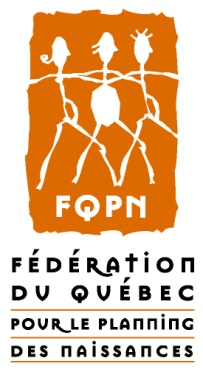 FQPN
FÉDÉRATION
DU QUÉBEC
POUR LE PLANNING
DES NAISSANCES